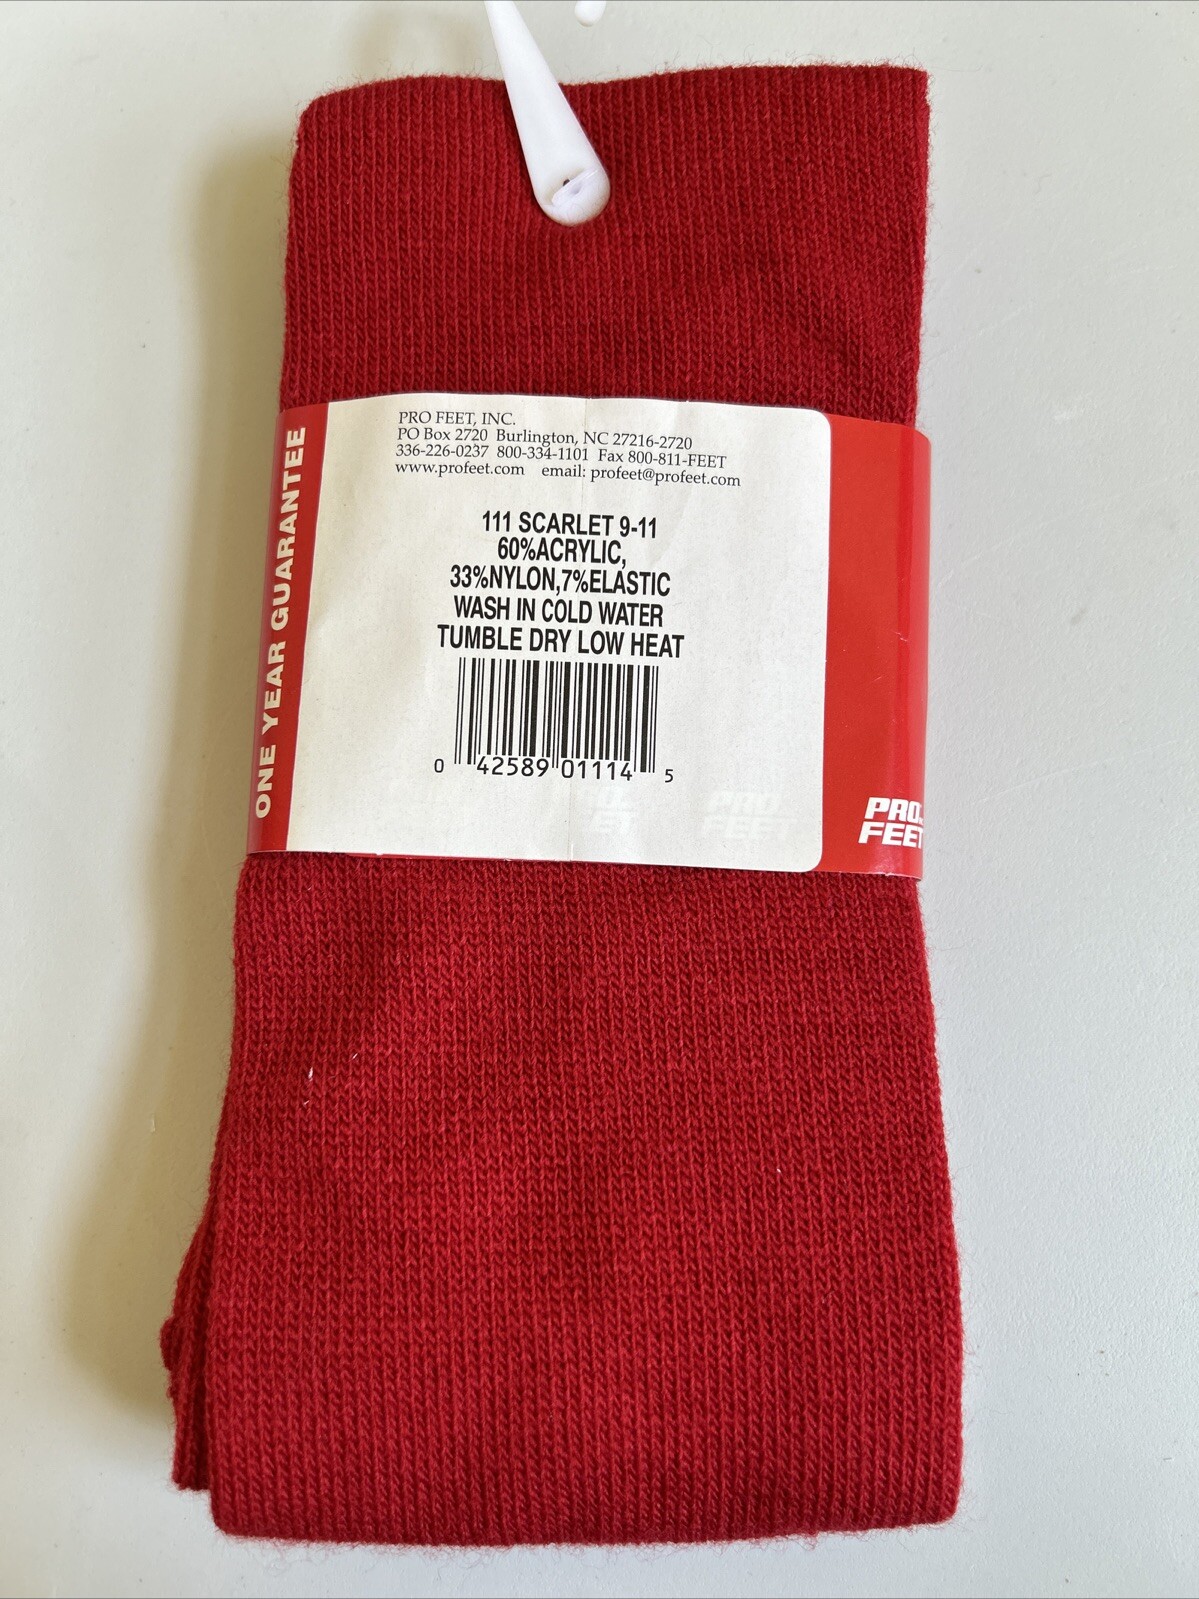 PRO FEET, INC.
PO Box 2720 Burlington, NC 27216-2720
336-226-0237 800-334-1101 Fax 800-811-FEET
www.profeet.com email: profeet@profeet.com
111 SCARLET 9-11
60%ACRYLIC,
33%NYLON,7%ELASTIC
WASH IN COLD WATER
TUMBLE DRY LOW HEAT
0 42589 01114 5
ONE YEAR GUARANTEE
PRO
FEET
PRO
FEET